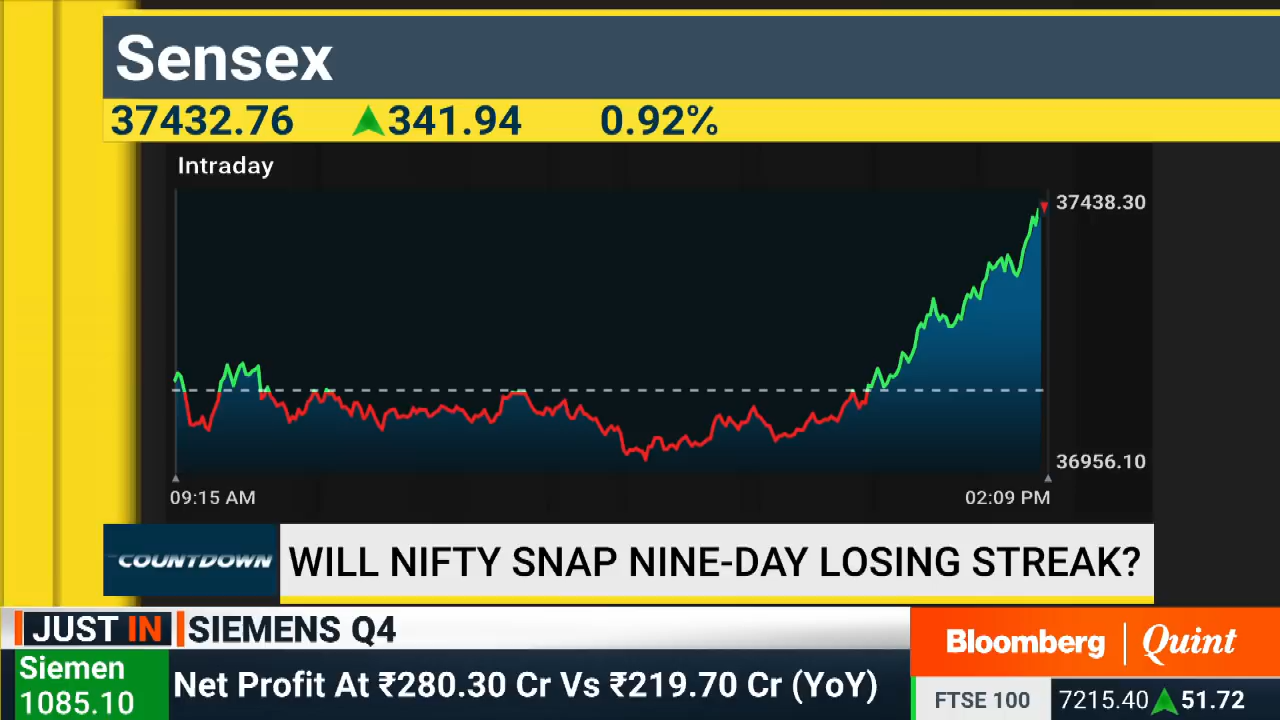 Sensex
37432.76 ▲341.94 0.92%
Intraday
37438.30
36956.10
09:15 AM 02:09 PM
COUNTDOWN
WILL NIFTY SNAP NINE-DAY LOSING STREAK?
JUST IN SIEMENS Q4
Siemen
1085.10
Net Profit At ₹280.30 Cr Vs ₹219.70 Cr (YoY)
Bloomberg | Quint
FTSE 100 7215.40 ▲51.72